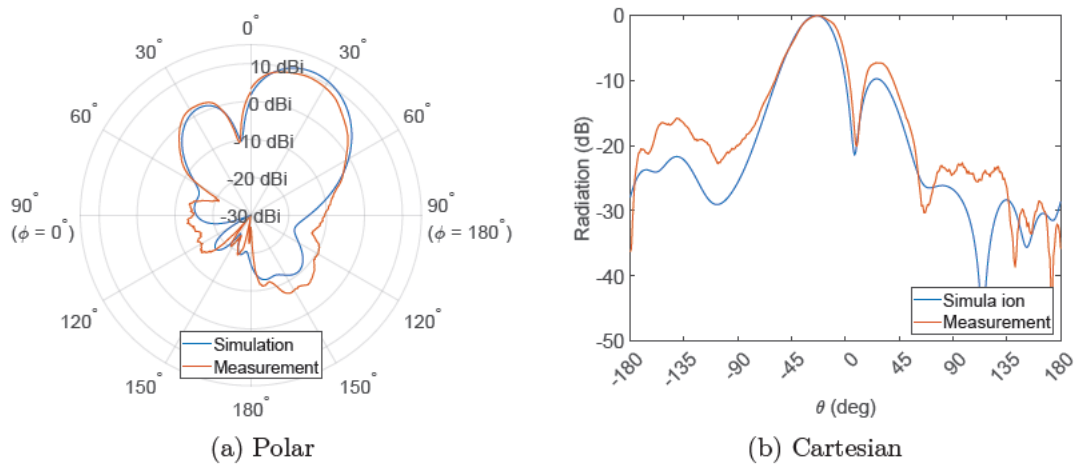 0°
30°
30°
60°
60°
90°
(ϕ = 0°)
90°
(ϕ = 180°)
120°
120°
150°
150°
180°
10 dBi
0 dBi
-10 dBi
-20 dBi
-30 dBi
Simulation
Measurement
(a) Polar
0
-10
-20
-30
-40
-50
Radiation (dB)
-180
-135
-90
-45
0
45
90
135
180
θ (deg)
Simula ion
Measurement
(b) Cartesian